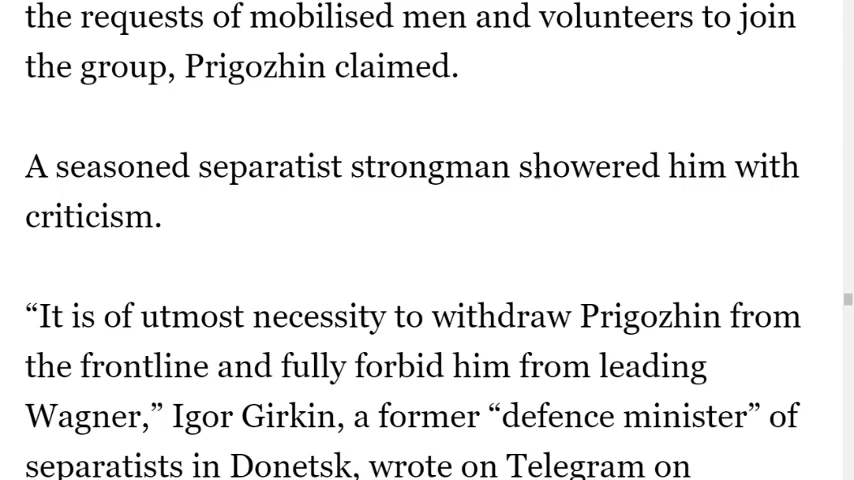 the requests of mobilised men and volunteers to join
the group, Prigozhin claimed.
A seasoned separatist strongman showered him with
criticism.
“It is of utmost necessity to withdraw Prigozhin from
the frontline and fully forbid him from leading
Wagner,” Igor Girkin, a former “defence minister” of
separatists in Donetsk, wrote on Telegram on